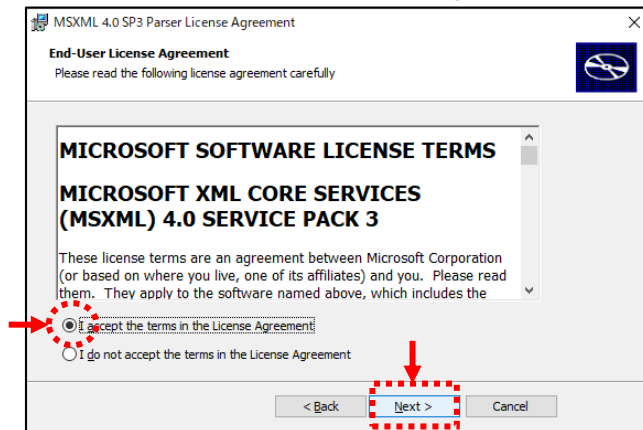 MSXML 4.0 SP3 Parser License Agreement
End-User License Agreement
Please read the following license agreement carefully
MICROSOFT SOFTWARE LICENSE TERMS
MICROSOFT XML CORE SERVICES
(MSXML) 4.0 SERVICE PACK 3
These license terms are an agreement between Microsoft Corporation
(or based on where you live, one of its affiliates) and you.  Please read
them.  They apply to the software named above, which includes the
I accept the terms in the License Agreement
I do not accept the terms in the License Agreement
< Back Next > Cancel